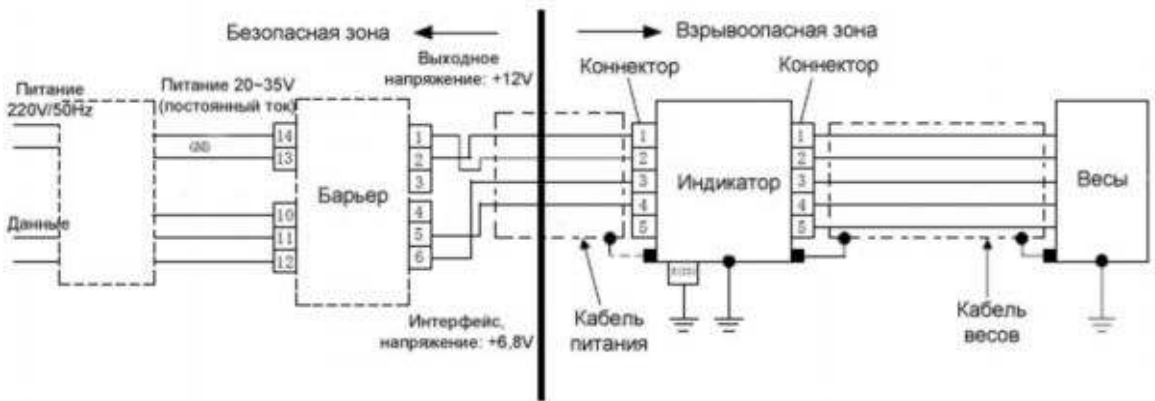 Безопасная зона
Взрывоопасная зона
Выходное
напряжение: +12V
Коннектор
Коннектор
Питание
220V/50Hz
Питание 20~35V
(постоянный ток)
14
13
10
11
12
Барьер
1
2
3
4
5
6
1
2
3
4
5
Индикатор
1
2
3
4
5
Весы
Данные
Интерфейс,
напряжение: +6,8V
Кабель
питания
Кабель
весов